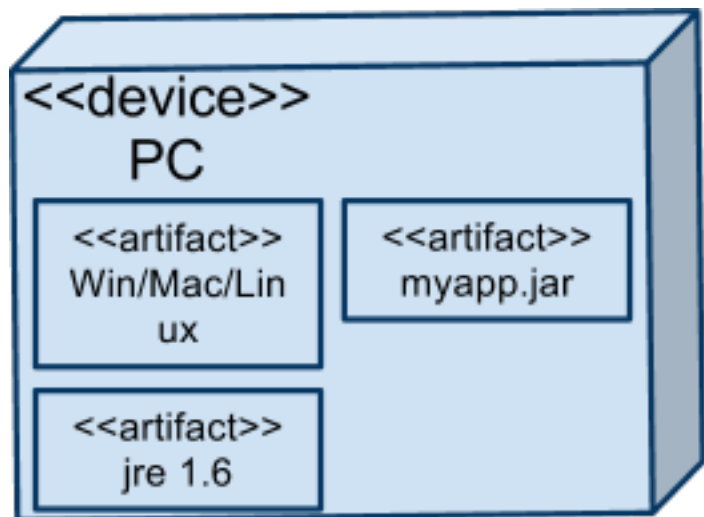 <<device>>
PC
<<artifact>>
Win/Mac/Lin
ux
<<artifact>>
myapp.jar
<<artifact>>
jre 1.6